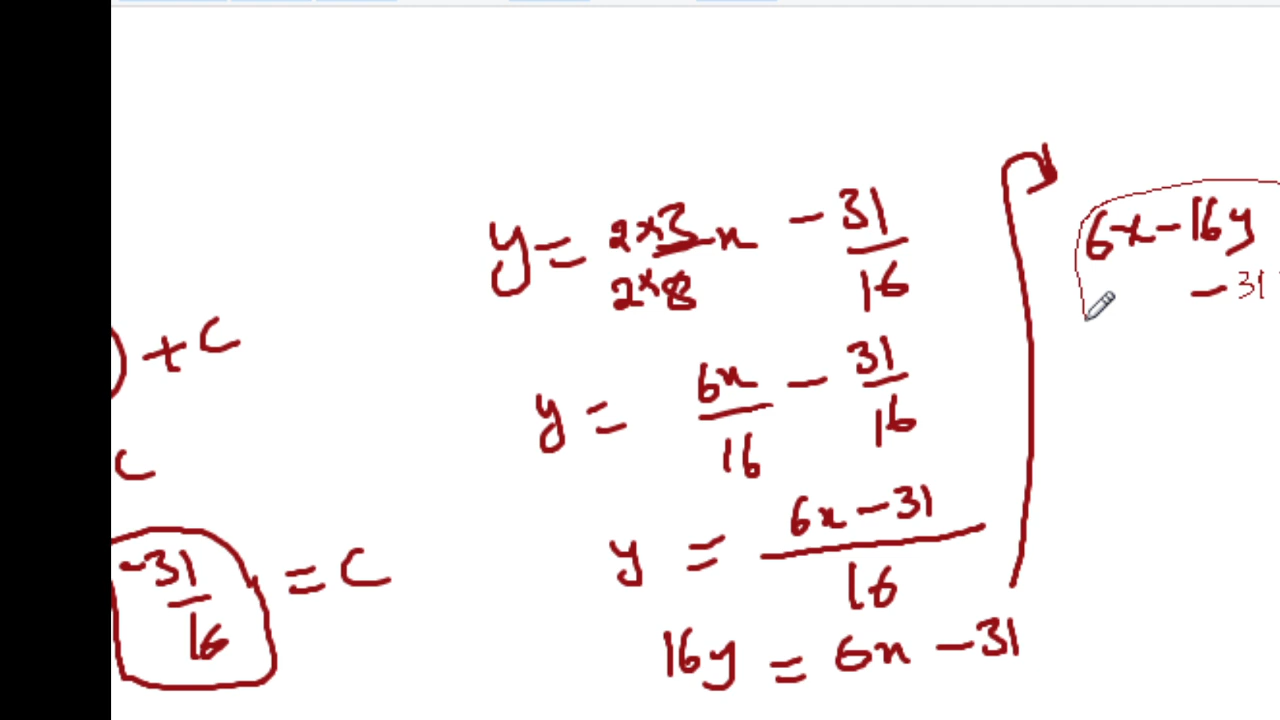 ) + C
C
-31/16 = C
y = 2×3/2×8 x - 31/16
y = 6x/16 - 31/16
y = 6x - 31/16
16y = 6x - 31
6x - 16y
- 31